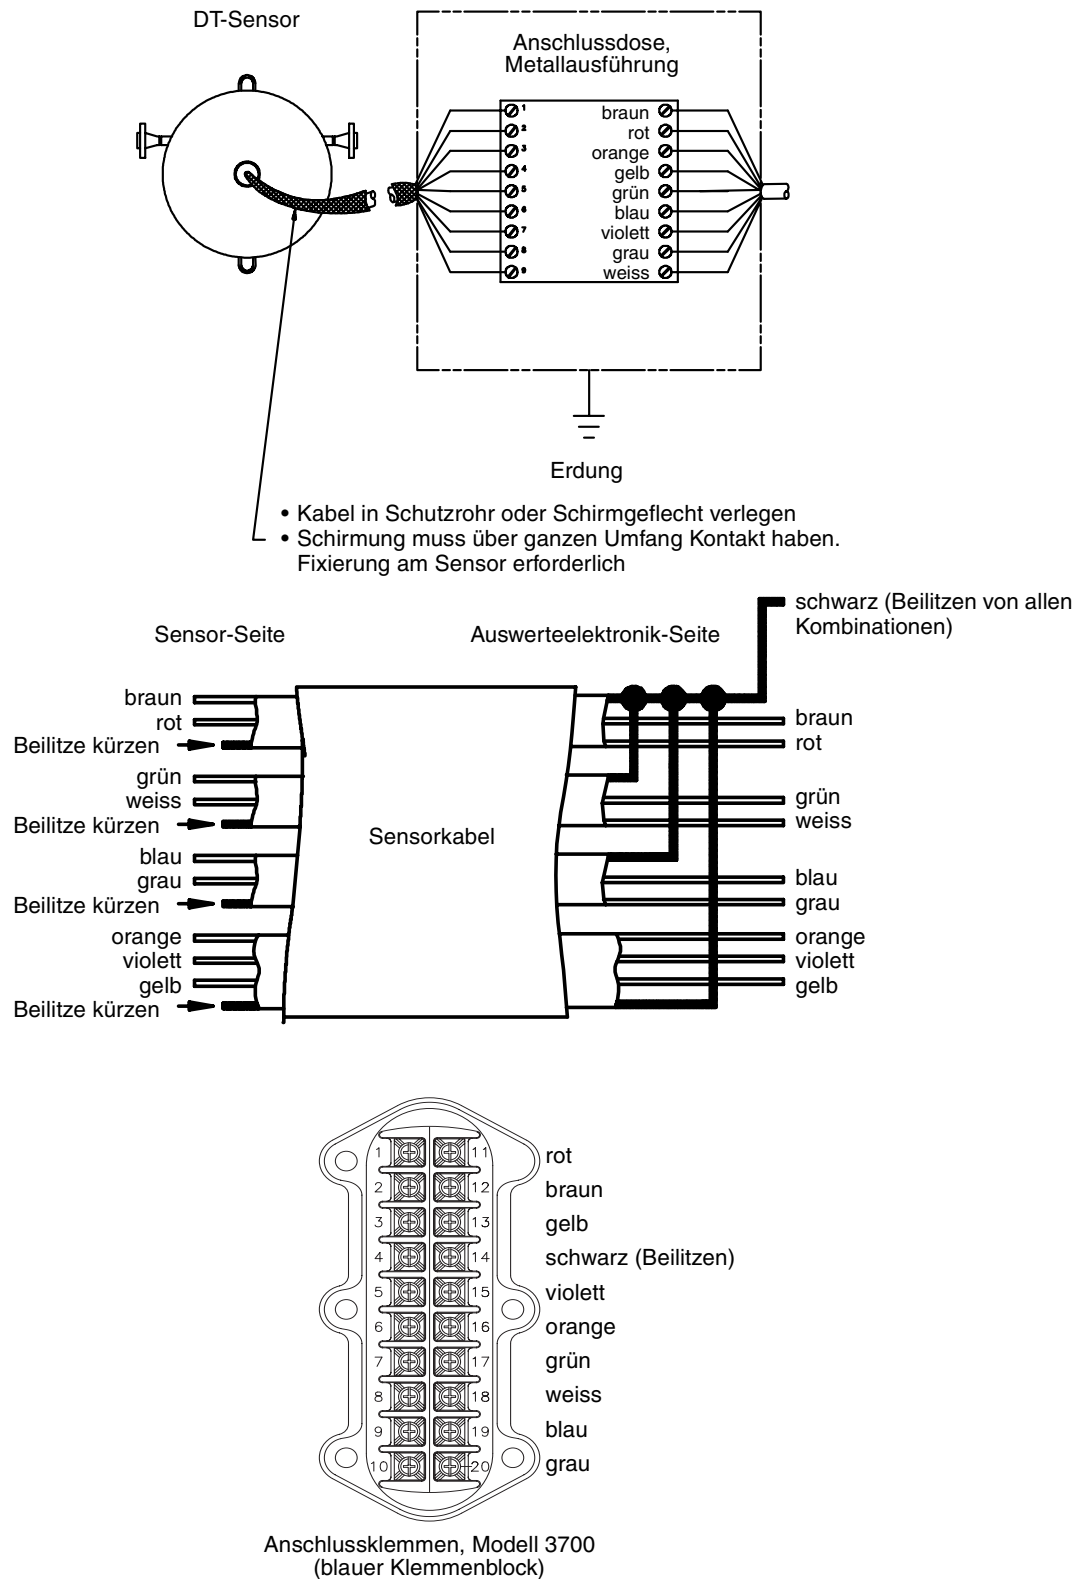 DT-Sensor
Anschlussdose,
Metallausführung
1 braun
2 rot
3 orange
4 gelb
5 grün
6 blau
7 violett
8 grau
9 weiss
Erdung
• Kabel in Schutzrohr oder Schirmgeflecht verlegen
• Schirmung muss über ganzen Umfang Kontakt haben.
Fixierung am Sensor erforderlich
schwarz (Beilitzen von allen
Kombinationen)
Sensor-Seite
Auswerteelektronik-Seite
braun
rot
Beilitze kürzen
grün
weiss
Beilitze kürzen
blau
grau
Beilitze kürzen
orange
violett
gelb
Beilitze kürzen
Sensorkabel
braun
rot
grün
weiss
blau
grau
orange
violett
gelb
1 11 rot
2 12 braun
3 13 gelb
4 14 schwarz (Beilitzen)
5 15 violett
6 16 orange
7 17 grün
8 18 weiss
9 19 blau
10 20 grau
Anschlussklemmen, Modell 3700
(blauer Klemmenblock)